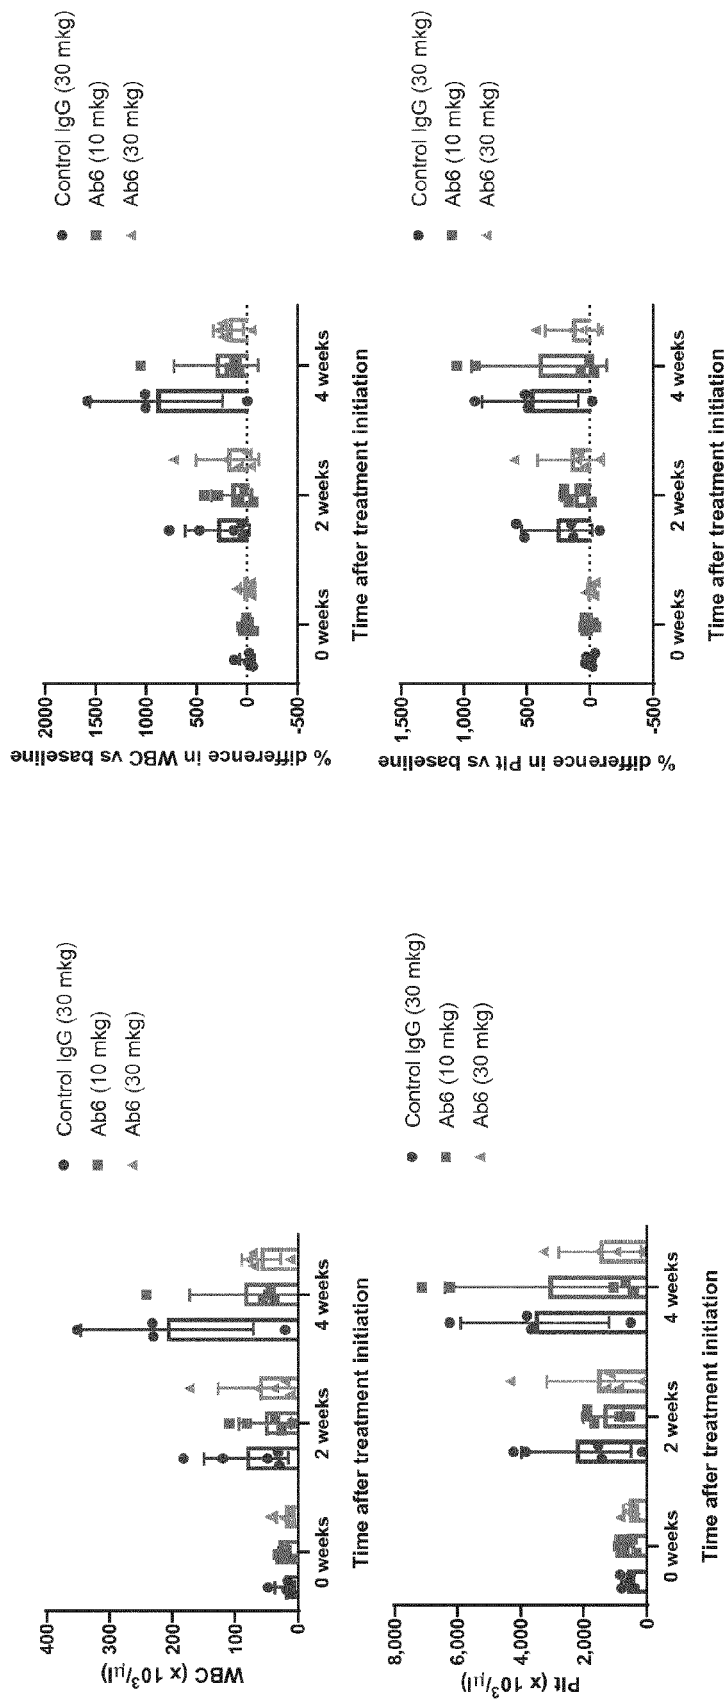 WBC (x 10³/µl)
400
300
200
100
0
0 weeks
2 weeks
4 weeks
Time after treatment initiation
Control IgG (30 mkg)
Ab6 (10 mkg)
Ab6 (30 mkg)
% difference in WBC vs baseline
2000
1500
1000
500
0
-500
0 weeks
2 weeks
4 weeks
Time after treatment initiation
Control IgG (30 mkg)
Ab6 (10 mkg)
Ab6 (30 mkg)
Plt (x 10³/µl)
8,000
6,000
4,000
2,000
0
0 weeks
2 weeks
4 weeks
Time after treatment initiation
Control IgG (30 mkg)
Ab6 (10 mkg)
Ab6 (30 mkg)
% difference in Plt vs baseline
1,500
1,000
500
0
-500
0 weeks
2 weeks
4 weeks
Time after treatment initiation
Control IgG (30 mkg)
Ab6 (10 mkg)
Ab6 (30 mkg)